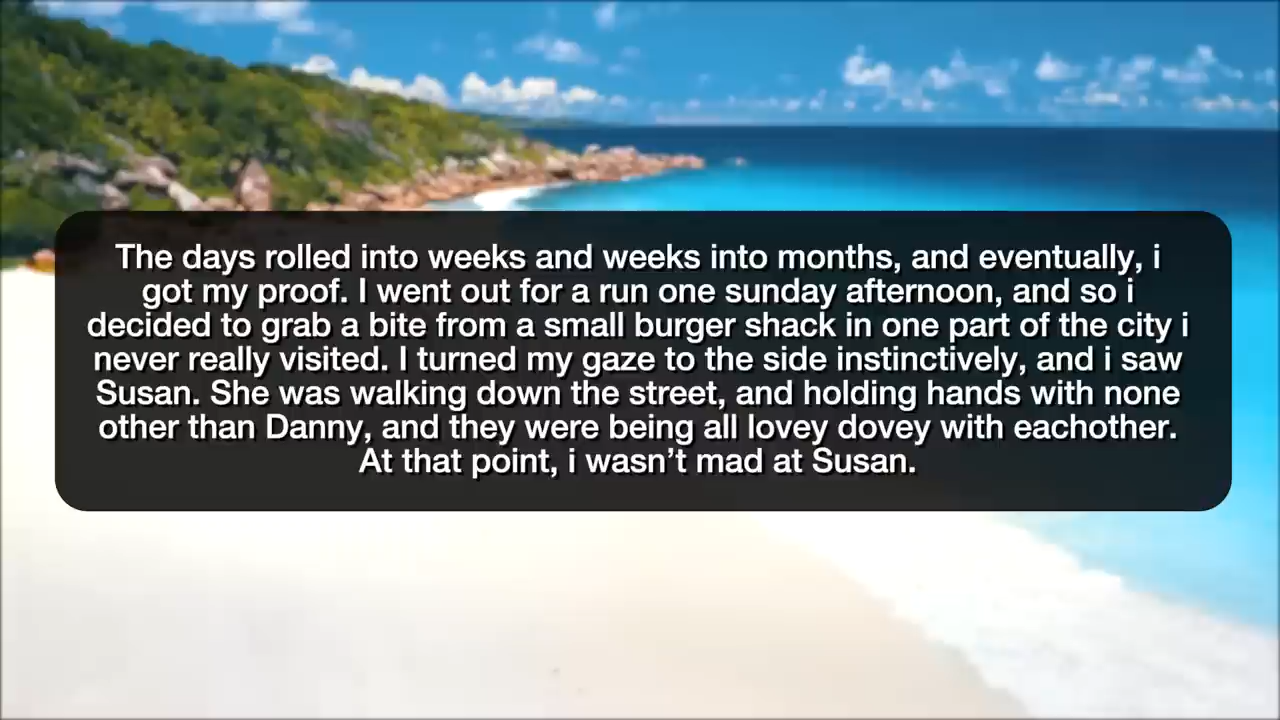 The days rolled into weeks and weeks into months, and eventually, i
got my proof. I went out for a run one sunday afternoon, and so i
decided to grab a bite from a small burger shack in one part of the city i
never really visited. I turned my gaze to the side instinctively, and i saw
Susan. She was walking down the street, and holding hands with none
other than Danny, and they were being all lovey dovey with eachother.
At that point, i wasn’t mad at Susan.